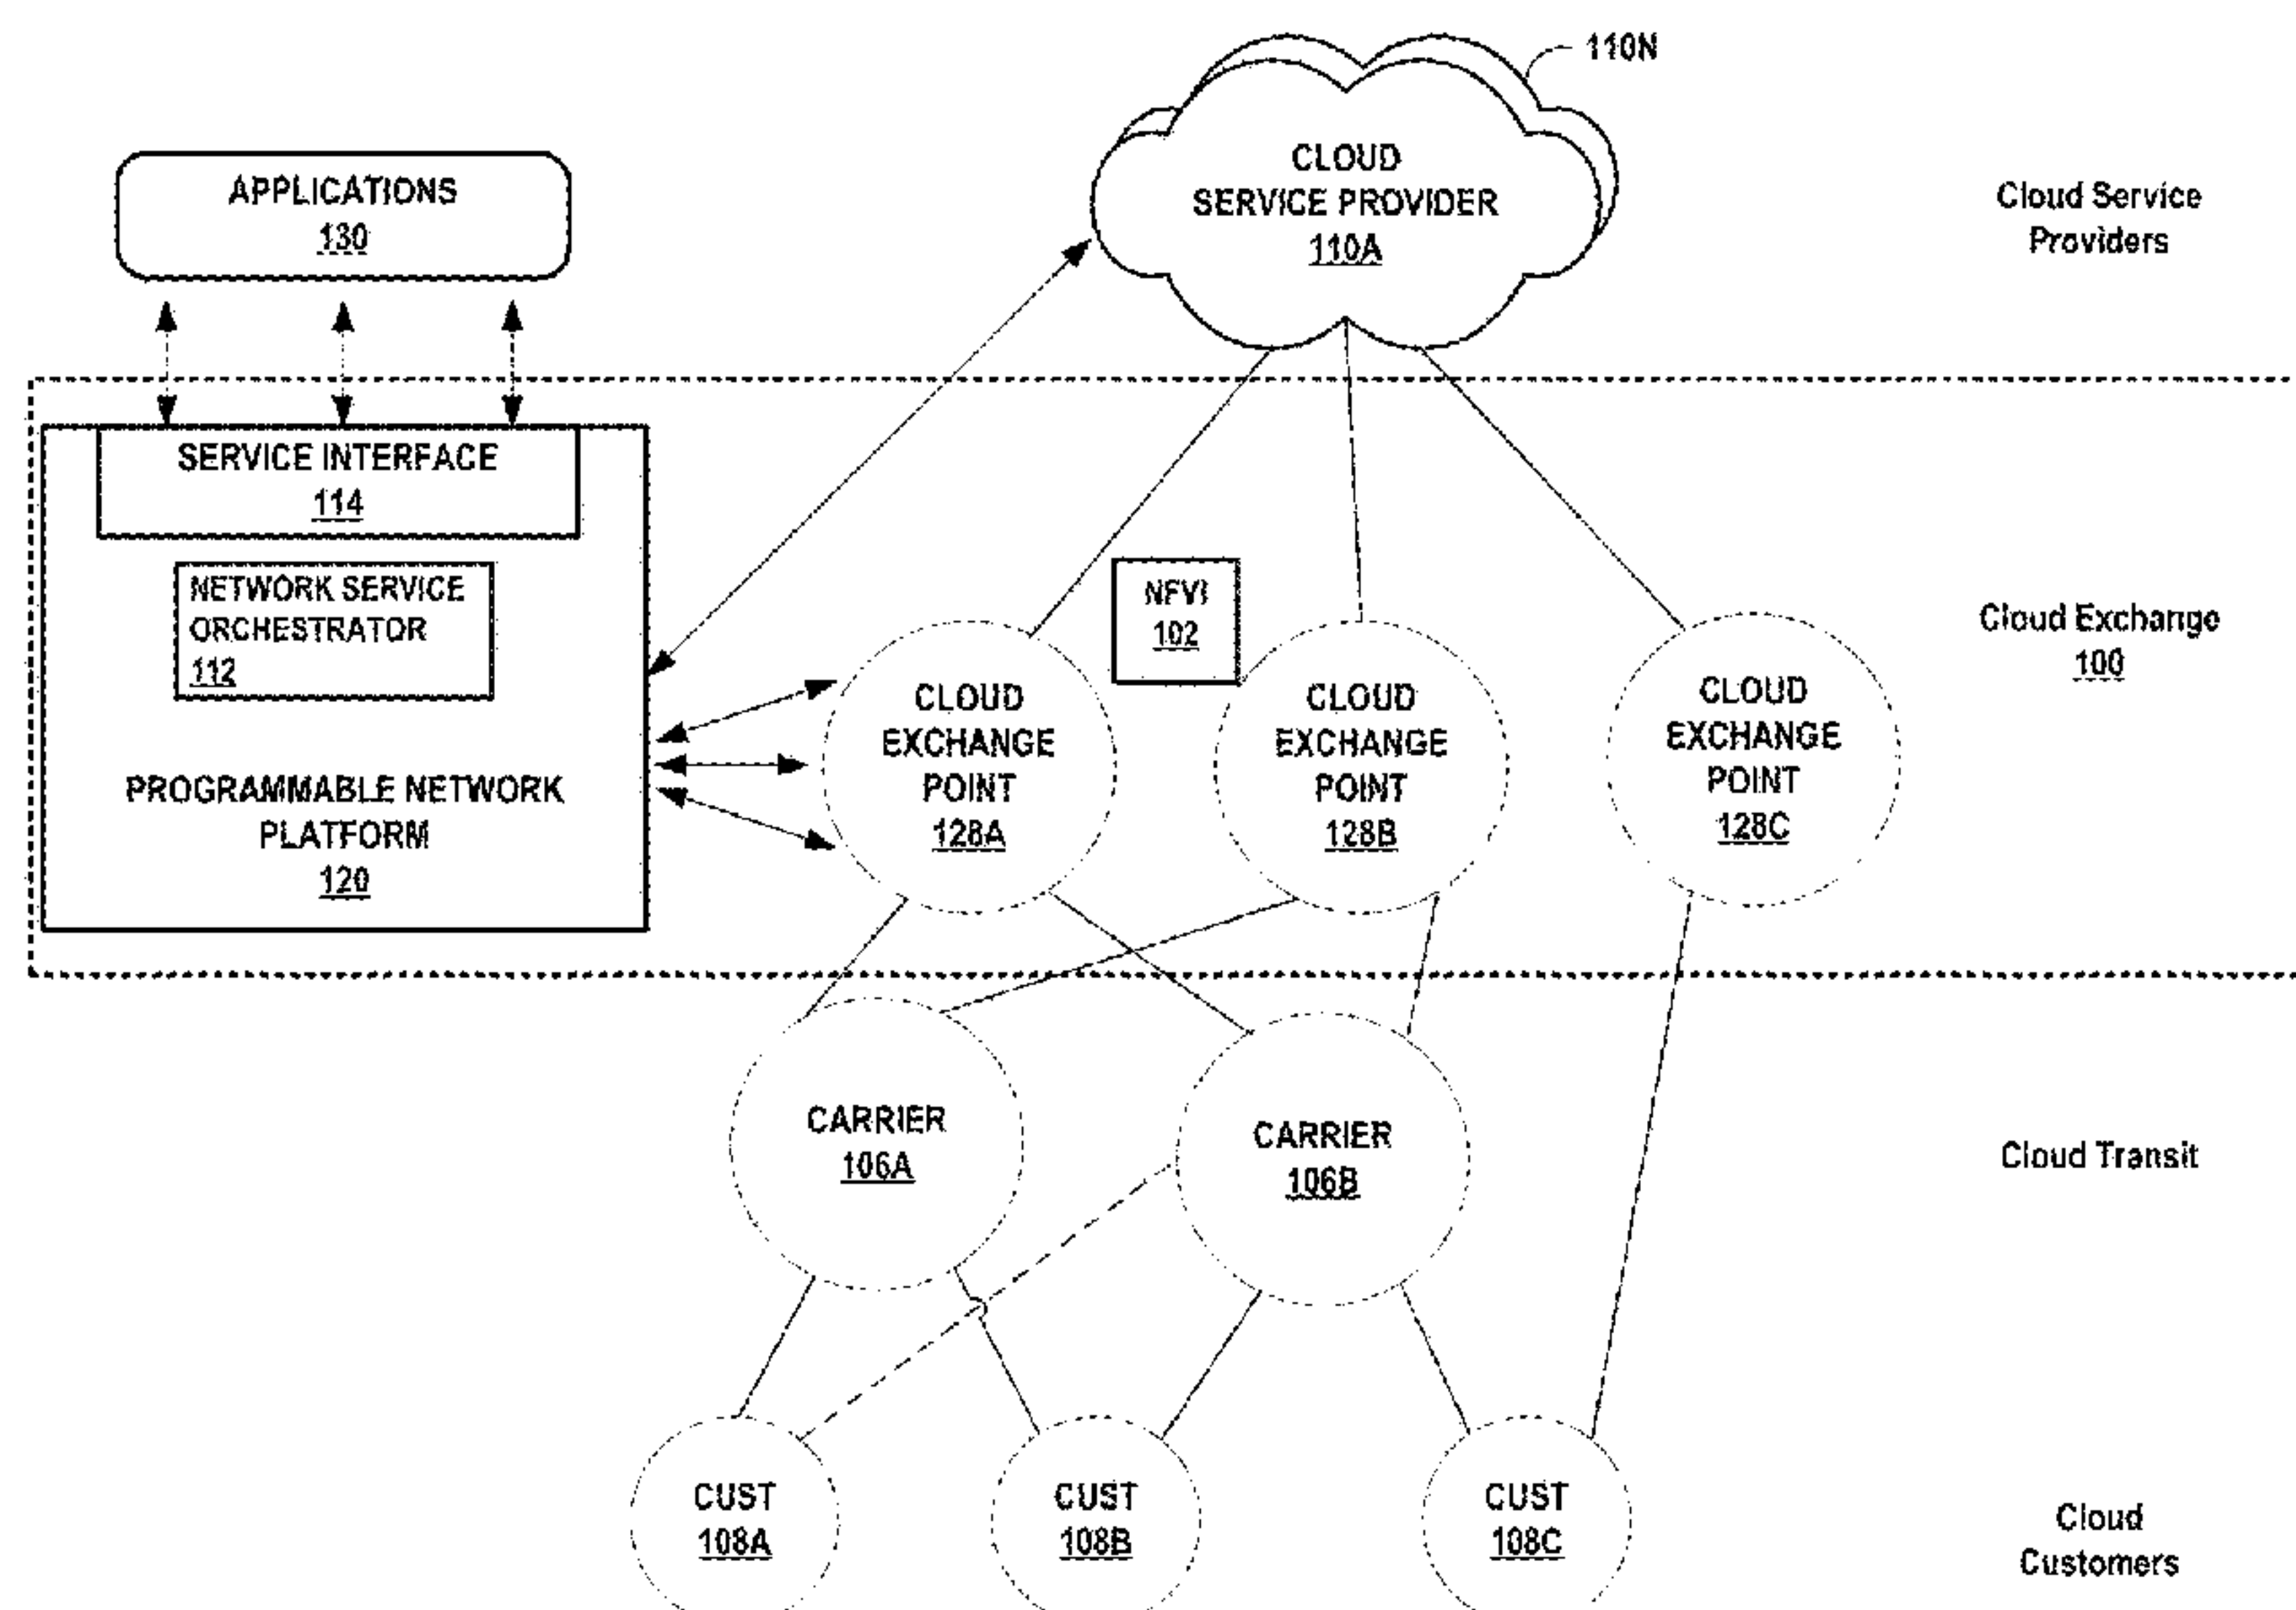 110N
CLOUD
SERVICE PROVIDER
110A
Cloud Service
Providers
APPLICATIONS
130
SERVICE INTERFACE
114
NETWORK SERVICE
ORCHESTRATOR
112
PROGRAMMABLE NETWORK
PLATFORM
120
NFVI
102
CLOUD
EXCHANGE
POINT
128A
CLOUD
EXCHANGE
POINT
128B
CLOUD
EXCHANGE
POINT
128C
Cloud Exchange
100
CARRIER
106A
CARRIER
106B
Cloud Transit
CUST
108A
CUST
108B
CUST
108C
Cloud
Customers